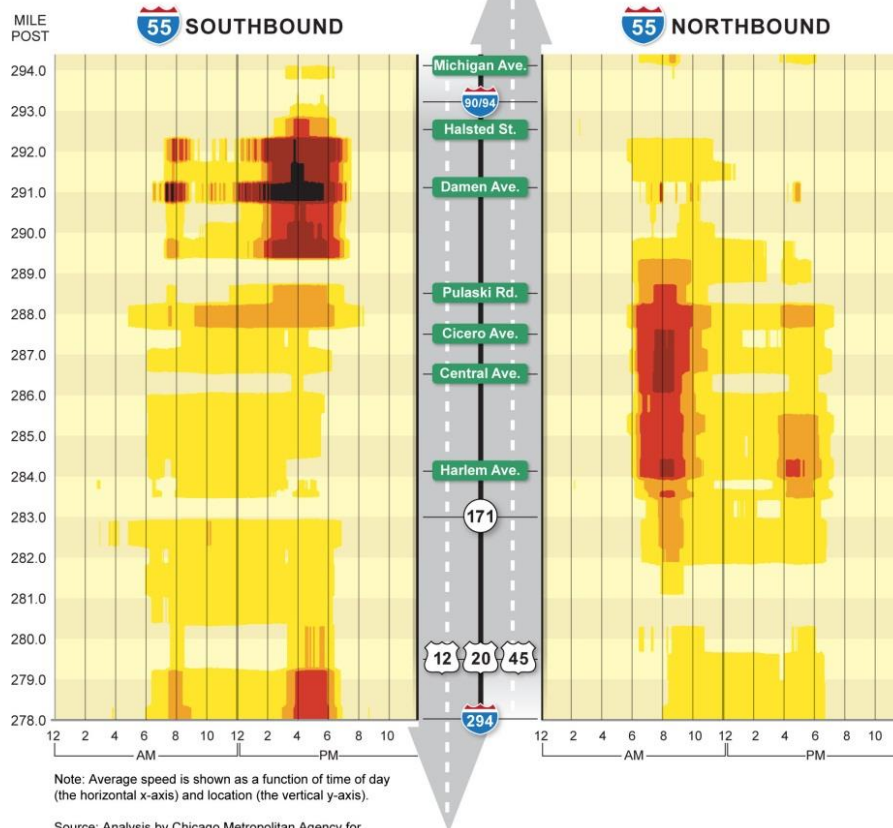 MILE
POST
55 SOUTHBOUND
55 NORTHBOUND
294.0
293.0
292.0
291.0
290.0
289.0
288.0
287.0
286.0
285.0
284.0
283.0
282.0
281.0
280.0
279.0
278.0
Michigan Ave.
90/94
Halsted St.
Damen Ave.
Pulaski Rd.
Cicero Ave.
Central Ave.
Harlem Ave.
171
12 20 45
294
12 2 4 6 8 10 12 2 4 6 8 10
AM PM
12 2 4 6 8 10 12 2 4 6 8 10
AM PM
Note: Average speed is shown as a function of time of day
(the horizontal x-axis) and location (the vertical y-axis).
Source: Analysis by Chicago Metropolitan Agency for